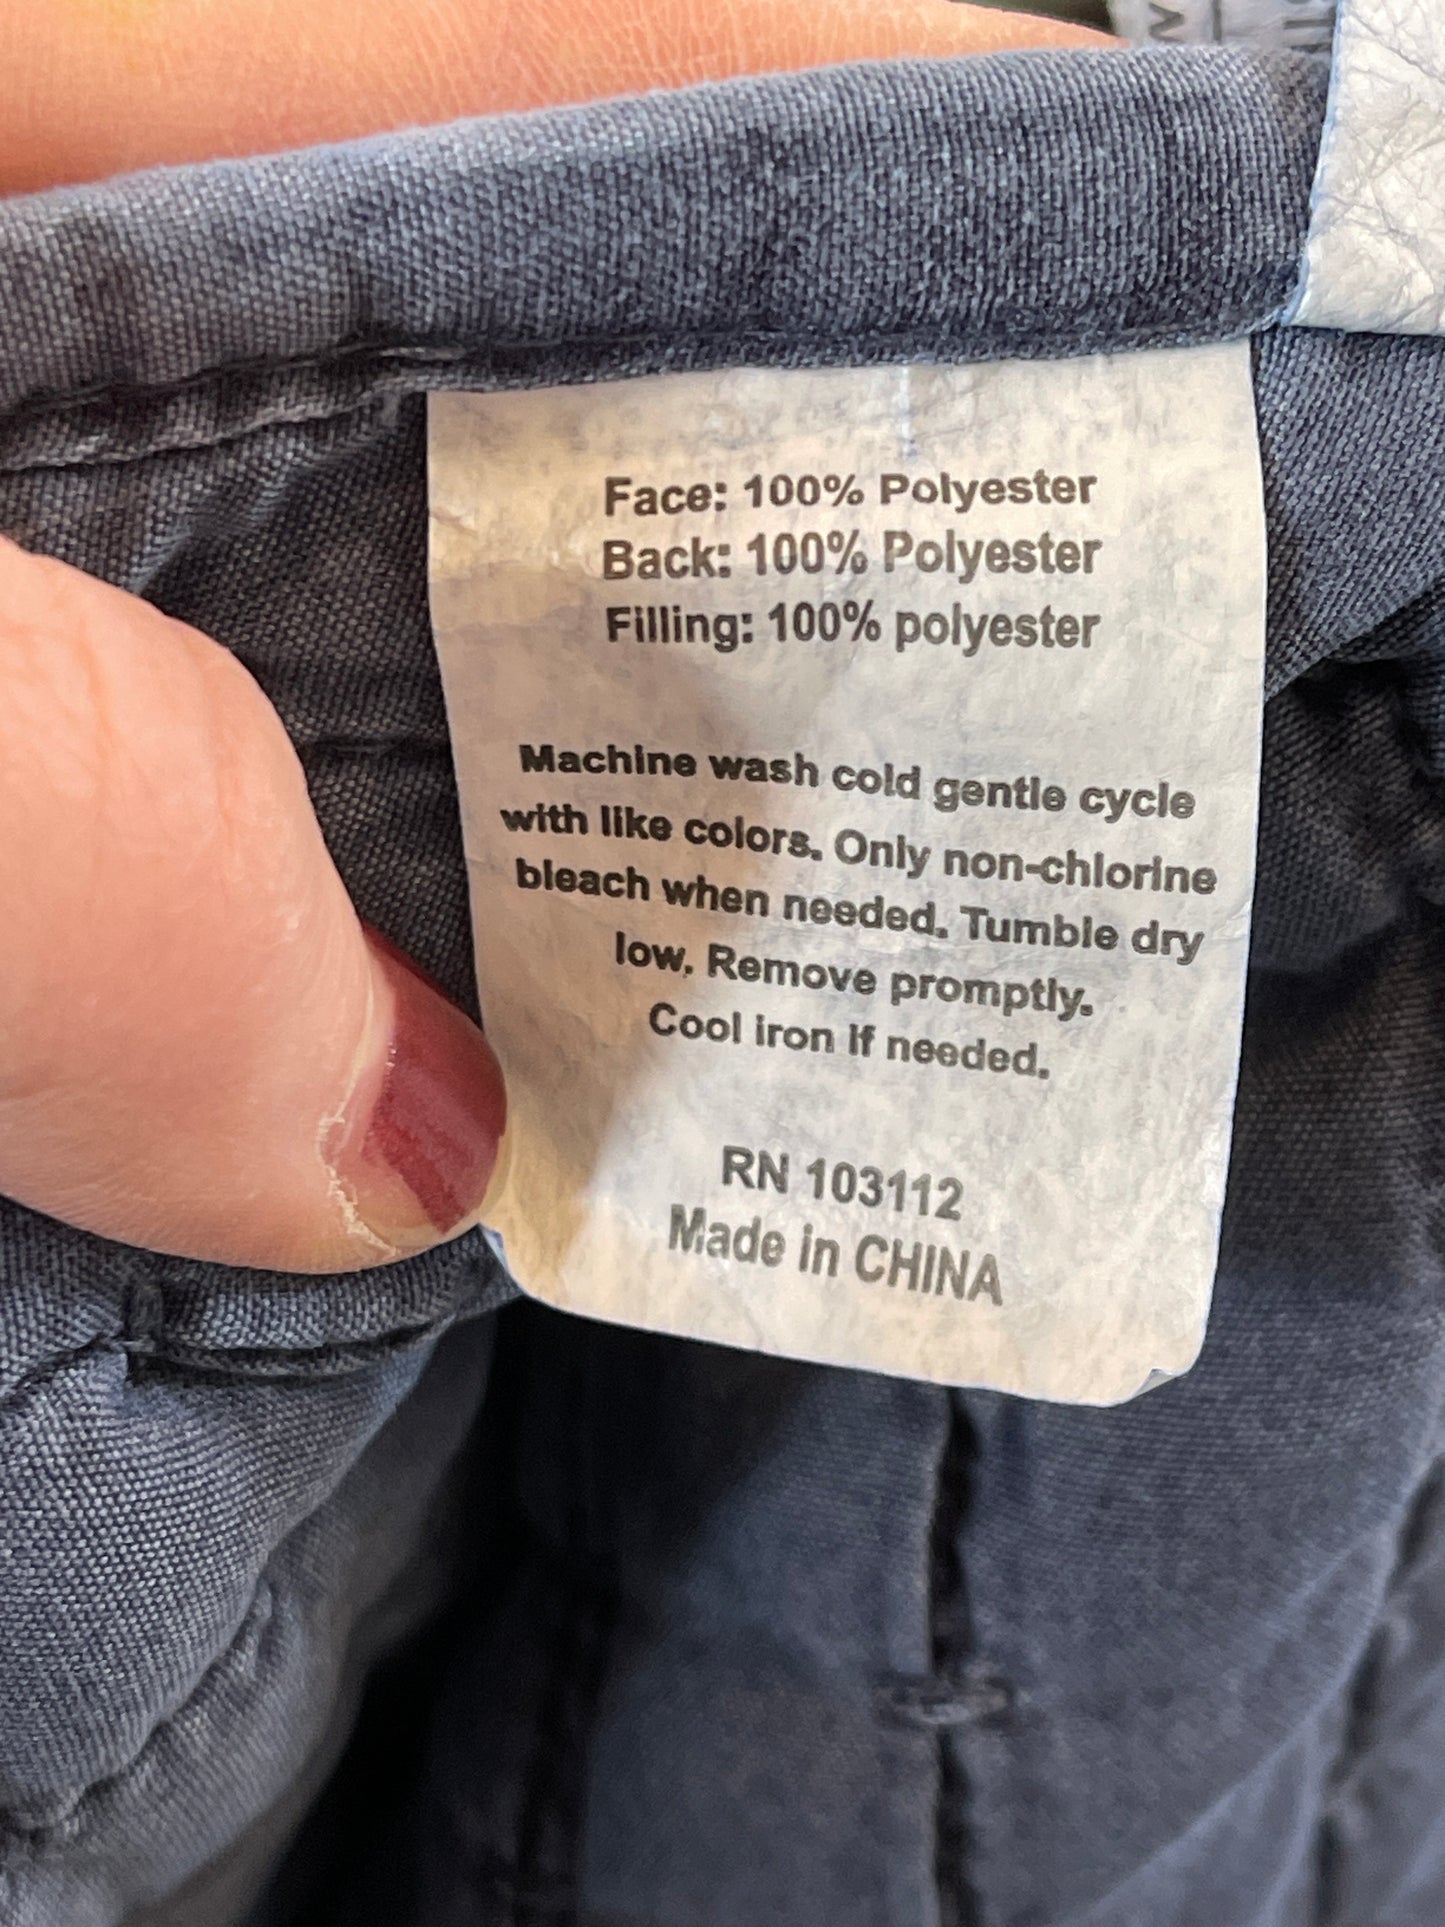 Face: 100% Polyester
Back: 100% Polyester
Filling: 100% polyester
Machine wash cold gentle cycle
with like colors. Only non-chlorine
bleach when needed. Tumble dry
low. Remove promptly.
Cool iron if needed.
RN 103112
Made in CHINA